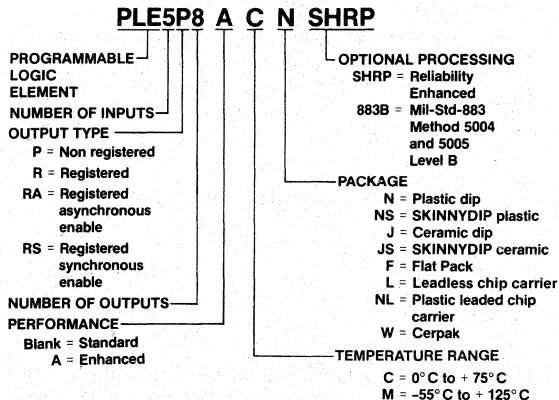 PLE5P8 A C N SHRP
PROGRAMMABLE
LOGIC
ELEMENT
NUMBER OF INPUTS
OUTPUT TYPE
P = Non registered
R = Registered
RA = Registered
asynchronous
enable
RS = Registered
synchronous
enable
NUMBER OF OUTPUTS
PERFORMANCE
Blank = Standard
A = Enhanced
OPTIONAL PROCESSING
SHRP = Reliability
Enhanced
883B = Mil-Std-883
Method 5004
and 5005
Level B
PACKAGE
N = Plastic dip
NS = SKINNYDIP plastic
J = Ceramic dip
JS = SKINNYDIP ceramic
F = Flat Pack
L = Leadless chip carrier
NL = Plastic leaded chip
carrier
W = Cerpak
TEMPERATURE RANGE
C = 0°C to + 75°C
M = -55°C to + 125°C